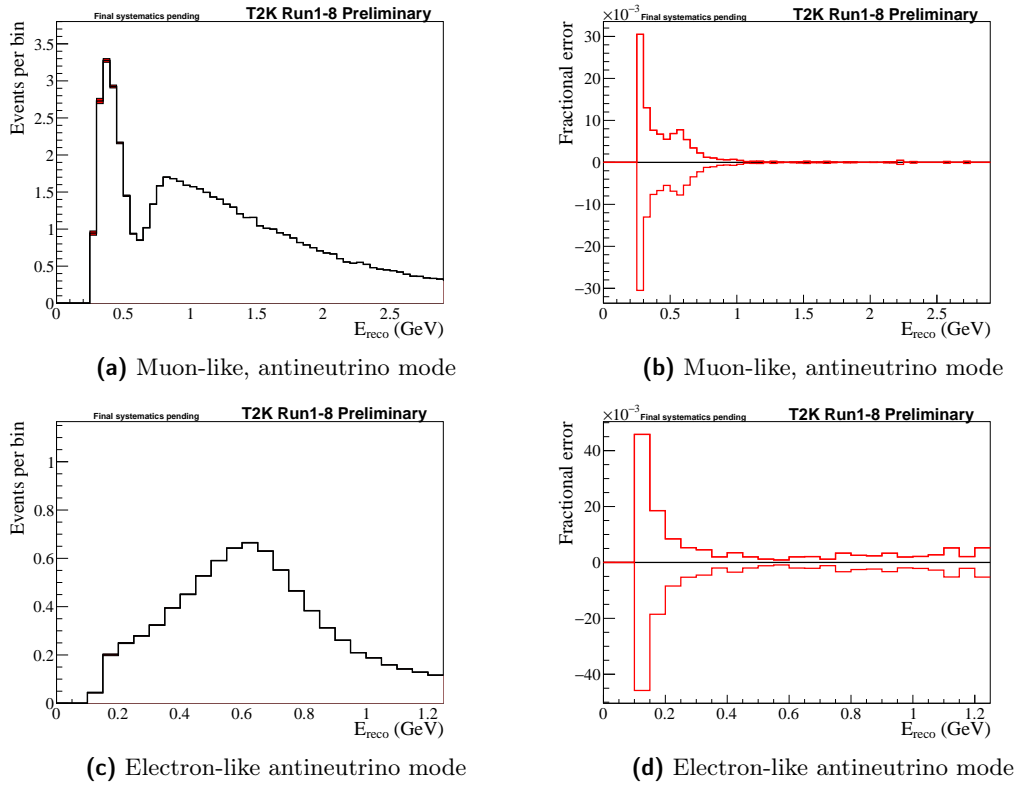 Final systematics pending T2K Run1-8 Preliminary
Events per bin
3.5
3
2.5
2
1.5
1
0.5
0
0 0.5 1 1.5 2 2.5
E_reco (GeV)
(a) Muon-like, antineutrino mode
×10⁻³ Final systematics pending T2K Run1-8 Preliminary
Fractional error
30
20
10
0
−10
−20
−30
0 0.5 1 1.5 2 2.5
E_reco (GeV)
(b) Muon-like, antineutrino mode
Final systematics pending T2K Run1-8 Preliminary
Events per bin
1
0.8
0.6
0.4
0.2
0
0 0.2 0.4 0.6 0.8 1 1.2
E_reco (GeV)
(c) Electron-like antineutrino mode
×10⁻³ Final systematics pending T2K Run1-8 Preliminary
Fractional error
40
20
0
−20
−40
0 0.2 0.4 0.6 0.8 1 1.2
E_reco (GeV)
(d) Electron-like antineutrino mode